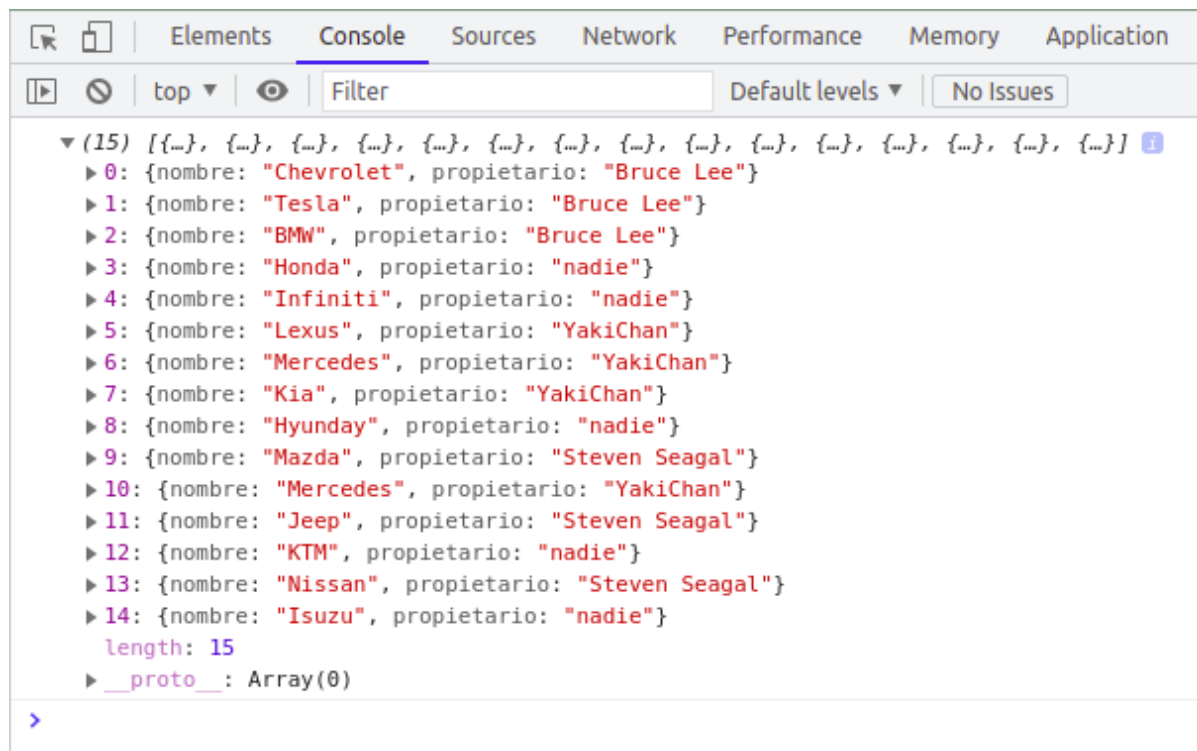 Elements Console Sources Network Performance Memory Application
top ▼ Filter Default levels ▼ No Issues
▼(15) [{…}, {…}, {…}, {…}, {…}, {…}, {…}, {…}, {…}, {…}, {…}, {…}, {…}, {…}, {…}] i
▶0: {nombre: "Chevrolet", propietario: "Bruce Lee"}
▶1: {nombre: "Tesla", propietario: "Bruce Lee"}
▶2: {nombre: "BMW", propietario: "Bruce Lee"}
▶3: {nombre: "Honda", propietario: "nadie"}
▶4: {nombre: "Infiniti", propietario: "nadie"}
▶5: {nombre: "Lexus", propietario: "YakiChan"}
▶6: {nombre: "Mercedes", propietario: "YakiChan"}
▶7: {nombre: "Kia", propietario: "YakiChan"}
▶8: {nombre: "Hyunday", propietario: "nadie"}
▶9: {nombre: "Mazda", propietario: "Steven Seagal"}
▶10: {nombre: "Mercedes", propietario: "YakiChan"}
▶11: {nombre: "Jeep", propietario: "Steven Seagal"}
▶12: {nombre: "KTM", propietario: "nadie"}
▶13: {nombre: "Nissan", propietario: "Steven Seagal"}
▶14: {nombre: "Isuzu", propietario: "nadie"}
length: 15
▶__proto__: Array(0)
>